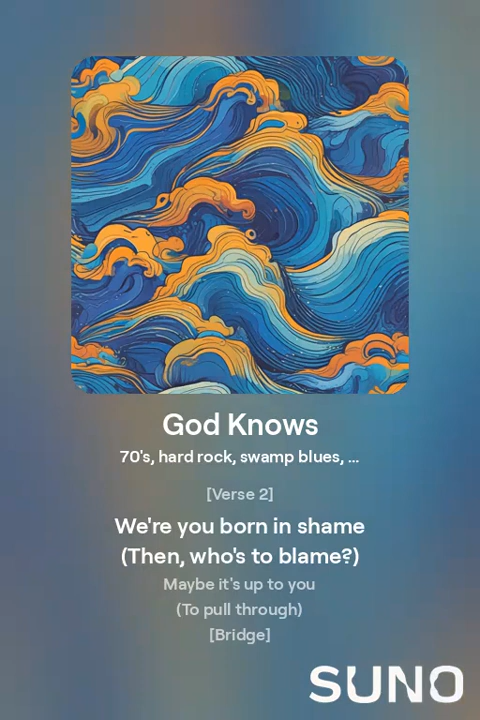 God Knows
70's, hard rock, swamp blues, ...
[Verse 2]
We're you born in shame
(Then, who's to blame?)
Maybe it's up to you
(To pull through)
[Bridge]
SUNO